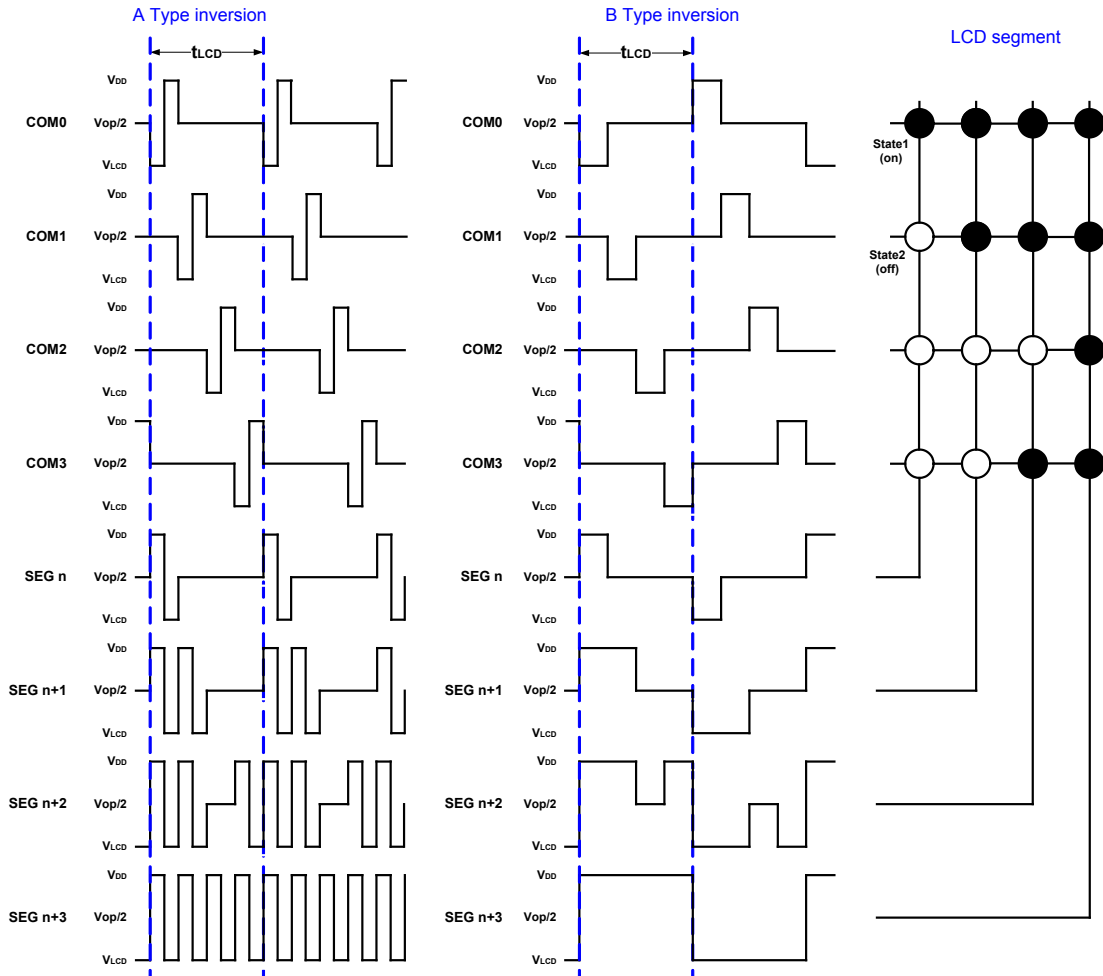 A Type inversion
B Type inversion
LCD segment
tLCD
tLCD
VDD
COM0
Vop/2
VLCD
VDD
COM0
Vop/2
VLCD
State1
(on)
VDD
COM1
Vop/2
VLCD
VDD
COM1
Vop/2
VLCD
State2
(off)
VDD
COM2
Vop/2
VLCD
VDD
COM2
Vop/2
VLCD
VDD
COM3
Vop/2
VLCD
VDD
COM3
Vop/2
VLCD
VDD
SEG n
Vop/2
VLCD
VDD
SEG n
Vop/2
VLCD
VDD
SEG n+1
Vop/2
VLCD
VDD
SEG n+1
Vop/2
VLCD
VDD
SEG n+2
Vop/2
VLCD
VDD
SEG n+2
Vop/2
VLCD
VDD
SEG n+3
Vop/2
VLCD
VDD
SEG n+3
Vop/2
VLCD